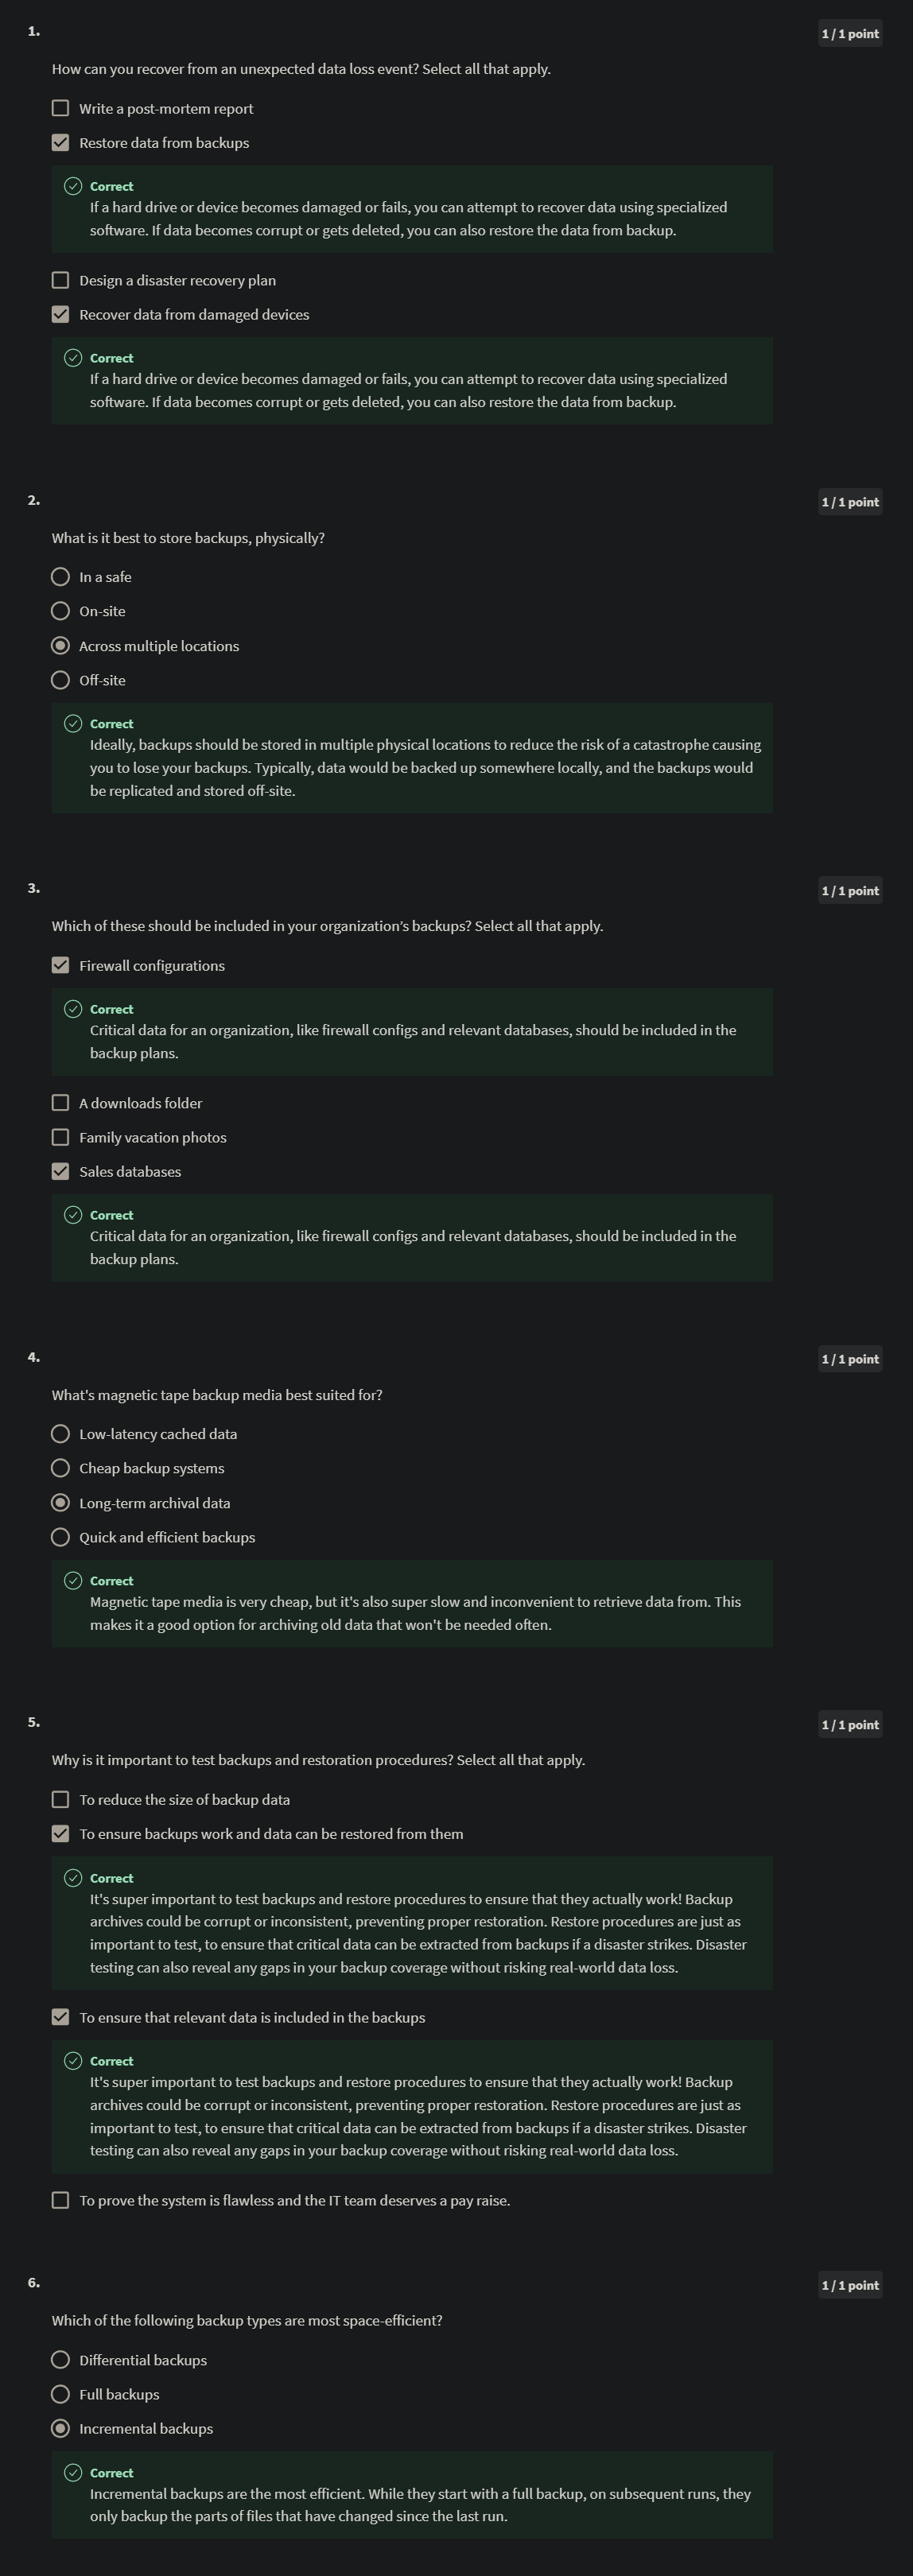 1.
1 / 1 point
How can you recover from an unexpected data loss event? Select all that apply.
Write a post-mortem report
Restore data from backups
Correct
If a hard drive or device becomes damaged or fails, you can attempt to recover data using specialized
software. If data becomes corrupt or gets deleted, you can also restore the data from backup.
Design a disaster recovery plan
Recover data from damaged devices
Correct
If a hard drive or device becomes damaged or fails, you can attempt to recover data using specialized
software. If data becomes corrupt or gets deleted, you can also restore the data from backup.
2.
1 / 1 point
What is it best to store backups, physically?
In a safe
On-site
Across multiple locations
Off-site
Correct
Ideally, backups should be stored in multiple physical locations to reduce the risk of a catastrophe causing
you to lose your backups. Typically, data would be backed up somewhere locally, and the backups would
be replicated and stored off-site.
3.
1 / 1 point
Which of these should be included in your organization’s backups? Select all that apply.
Firewall configurations
Correct
Critical data for an organization, like firewall configs and relevant databases, should be included in the
backup plans.
A downloads folder
Family vacation photos
Sales databases
Correct
Critical data for an organization, like firewall configs and relevant databases, should be included in the
backup plans.
4.
1 / 1 point
What's magnetic tape backup media best suited for?
Low-latency cached data
Cheap backup systems
Long-term archival data
Quick and efficient backups
Correct
Magnetic tape media is very cheap, but it's also super slow and inconvenient to retrieve data from. This
makes it a good option for archiving old data that won't be needed often.
5.
1 / 1 point
Why is it important to test backups and restoration procedures? Select all that apply.
To reduce the size of backup data
To ensure backups work and data can be restored from them
Correct
It's super important to test backups and restore procedures to ensure that they actually work! Backup
archives could be corrupt or inconsistent, preventing proper restoration. Restore procedures are just as
important to test, to ensure that critical data can be extracted from backups if a disaster strikes. Disaster
testing can also reveal any gaps in your backup coverage without risking real-world data loss.
To ensure that relevant data is included in the backups
Correct
It's super important to test backups and restore procedures to ensure that they actually work! Backup
archives could be corrupt or inconsistent, preventing proper restoration. Restore procedures are just as
important to test, to ensure that critical data can be extracted from backups if a disaster strikes. Disaster
testing can also reveal any gaps in your backup coverage without risking real-world data loss.
To prove the system is flawless and the IT team deserves a pay raise.
6.
1 / 1 point
Which of the following backup types are most space-efficient?
Differential backups
Full backups
Incremental backups
Correct
Incremental backups are the most efficient. While they start with a full backup, on subsequent runs, they
only backup the parts of files that have changed since the last run.